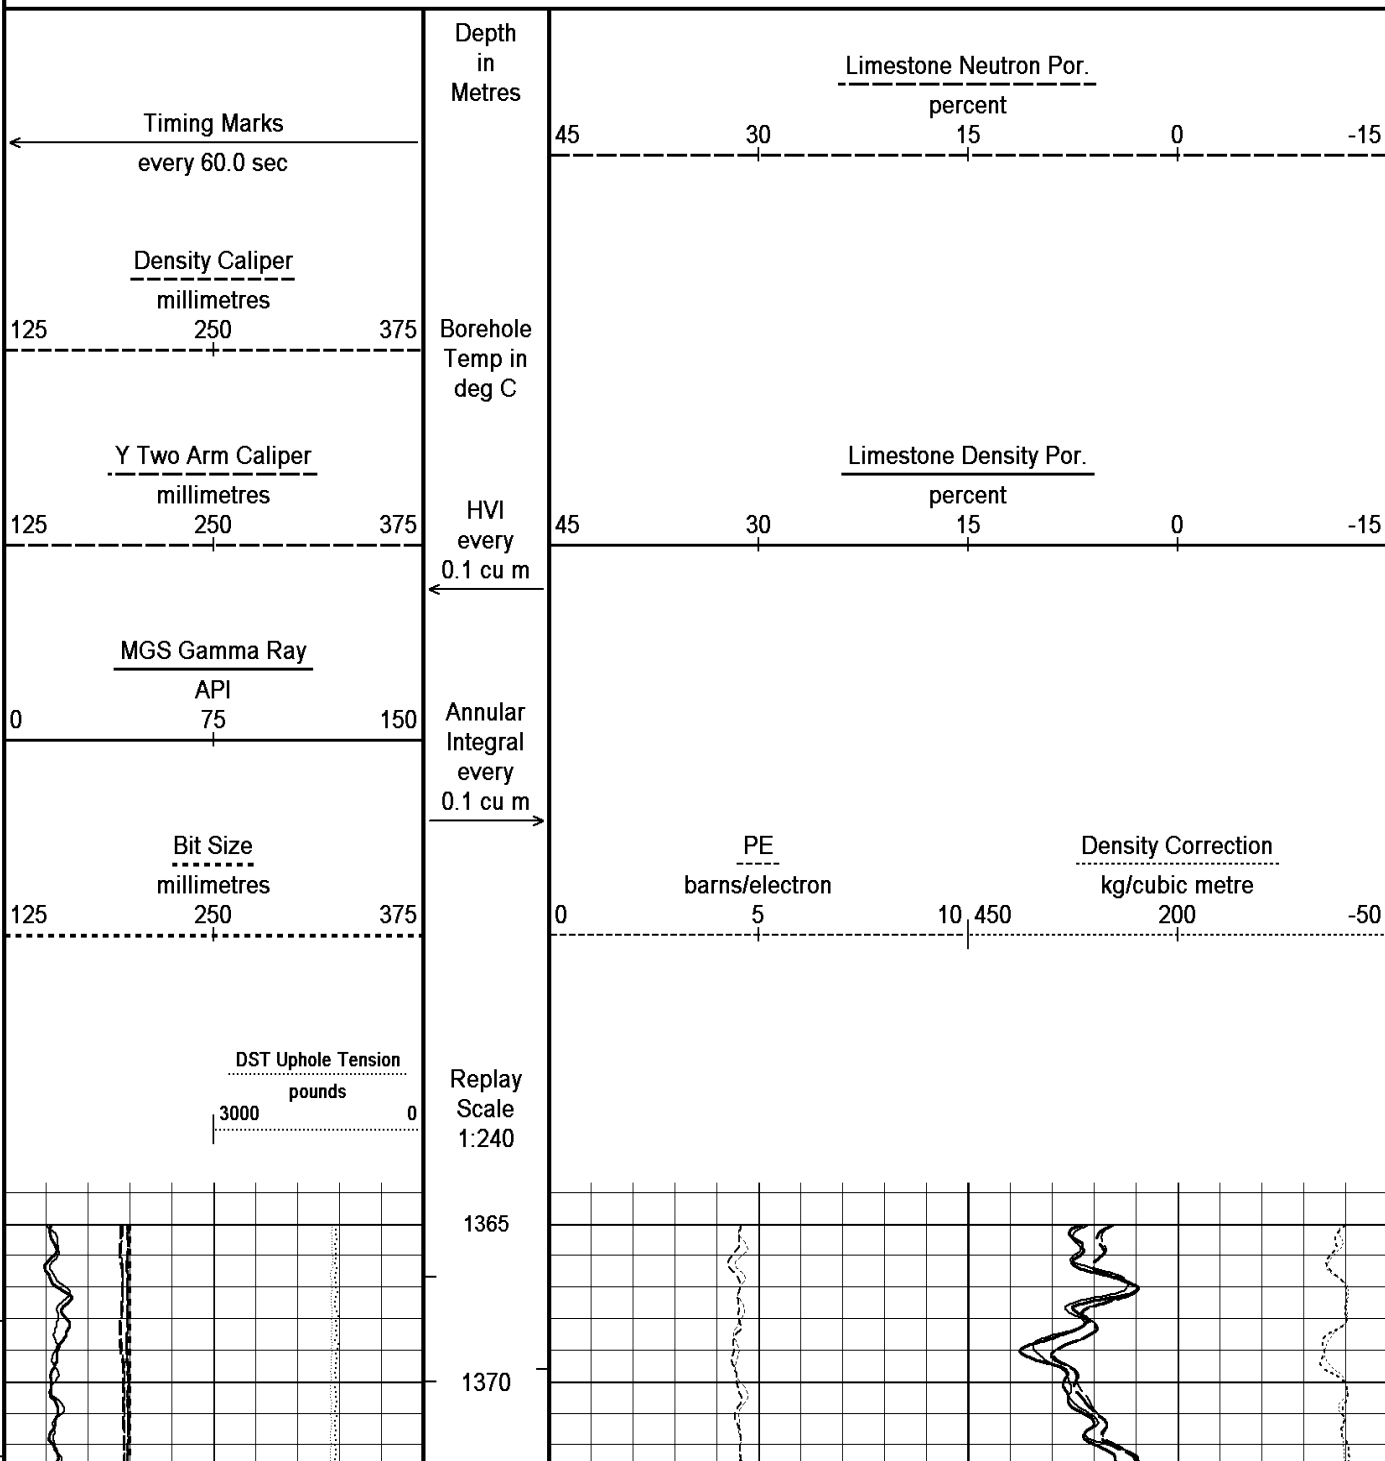 Timing Marks
every 60.0 sec
Density Caliper
millimetres
125 250 375
Y Two Arm Caliper
millimetres
125 250 375
MGS Gamma Ray
API
0 75 150
Bit Size
millimetres
125 250 375
DST Uphole Tension
pounds
3000 0
Depth
in
Metres
Borehole
Temp in
deg C
HVI
every
0.1 cu m
Annular
Integral
every
0.1 cu m
Replay
Scale
1:240
1365
1370
Limestone Neutron Por.
percent
45 30 15 0 -15
Limestone Density Por.
percent
45 30 15 0 -15
PE
barns/electron
0 5 10
Density Correction
kg/cubic metre
450 200 -50